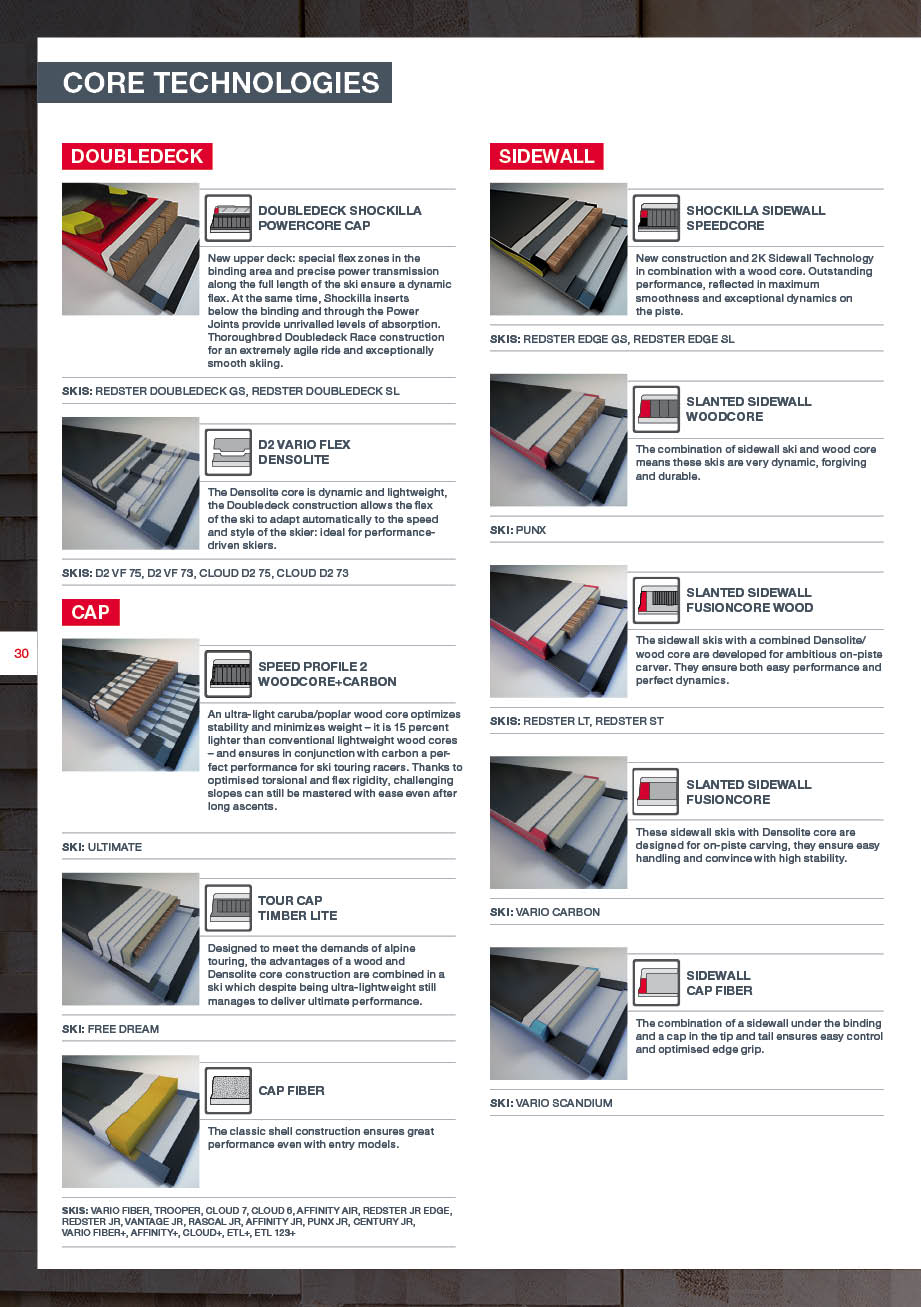 CORE TECHNOLOGIES
DOUBLEDECK
DOUBLEDECK SHOCKILLA
POWERCORE CAP
New upper deck: special flex zones in the
binding area and precise power transmission
along the full length of the ski ensure a dynamic
flex. At the same time, Shockilla inserts
below the binding and through the Power
Joints provide unrivalled levels of absorption.
Thoroughbred Doubledeck Race construction
for an extremely agile ride and exceptionally
smooth skiing.
SKIS: REDSTER DOUBLEDECK GS, REDSTER DOUBLEDECK SL
D2 VARIO FLEX
DENSOLITE
The Densolite core is dynamic and lightweight,
the Doubledeck construction allows the flex
of the ski to adapt automatically to the speed
and style of the skier: ideal for performance-
driven skiers.
SKIS: D2 VF 75, D2 VF 73, CLOUD D2 75, CLOUD D2 73
CAP
30
SPEED PROFILE 2
WOODCORE+CARBON
An ultra-light caruba/poplar wood core optimizes
stability and minimizes weight – it is 15 percent
lighter than conventional lightweight wood cores
– and ensures in conjunction with carbon a per-
fect performance for ski touring racers. Thanks to
optimised torsional and flex rigidity, challenging
slopes can still be mastered with ease even after
long ascents.
SKI: ULTIMATE
TOUR CAP
TIMBER LITE
Designed to meet the demands of alpine
touring, the advantages of a wood and
Densolite core construction are combined in a
ski which despite being ultra-lightweight still
manages to deliver ultimate performance.
SKI: FREE DREAM
CAP FIBER
The classic shell construction ensures great
performance even with entry models.
SKIS: VARIO FIBER, TROOPER, CLOUD 7, CLOUD 6, AFFINITY AIR, REDSTER JR EDGE,
REDSTER JR, VANTAGE JR, RASCAL JR, AFFINITY JR, PUNX JR, CENTURY JR,
VARIO FIBER+, AFFINITY+, CLOUD+, ETL+, ETL 123+
SIDEWALL
SHOCKILLA SIDEWALL
SPEEDCORE
New construction and 2K Sidewall Technology
in combination with a wood core. Outstanding
performance, reflected in maximum
smoothness and exceptional dynamics on
the piste.
SKIS: REDSTER EDGE GS, REDSTER EDGE SL
SLANTED SIDEWALL
WOODCORE
The combination of sidewall ski and wood core
means these skis are very dynamic, forgiving
and durable.
SKI: PUNX
SLANTED SIDEWALL
FUSIONCORE WOOD
The sidewall skis with a combined Densolite/
wood core are developed for ambitious on-piste
carver. They ensure both easy performance and
perfect dynamics.
SKIS: REDSTER LT, REDSTER ST
SLANTED SIDEWALL
FUSIONCORE
These sidewall skis with Densolite core are
designed for on-piste carving, they ensure easy
handling and convince with high stability.
SKI: VARIO CARBON
SIDEWALL
CAP FIBER
The combination of a sidewall under the binding
and a cap in the tip and tail ensures easy control
and optimised edge grip.
SKI: VARIO SCANDIUM